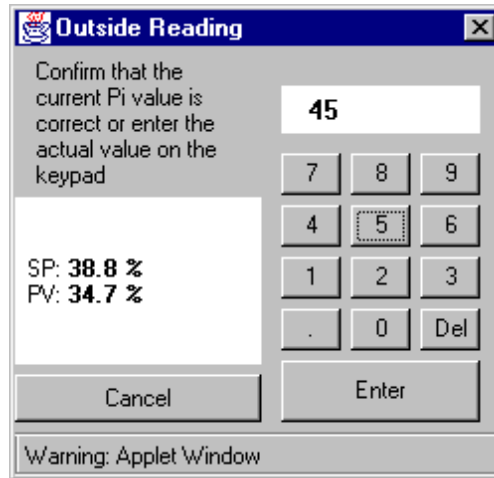 Outside Reading
Confirm that the
current Pi value is
correct or enter the
actual value on the
keypad
45
7 8 9
4 5 6
SP: 38.8 %
PV: 34.7 %
1 2 3
. 0 Del
Cancel
Enter
Warning: Applet Window